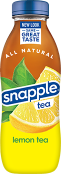 NEW LOOK
SAME
GREAT
TASTE
ALL NATURAL
snapple
tea
lemon tea